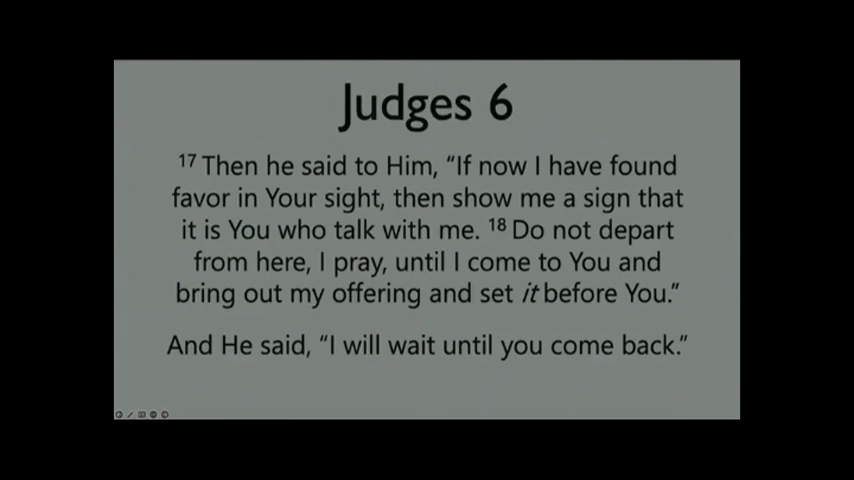 Judges 6
17 Then he said to Him, “If now I have found
favor in Your sight, then show me a sign that
it is You who talk with me. 18 Do not depart
from here, I pray, until I come to You and
bring out my offering and set it before You.”
And He said, “I will wait until you come back.”